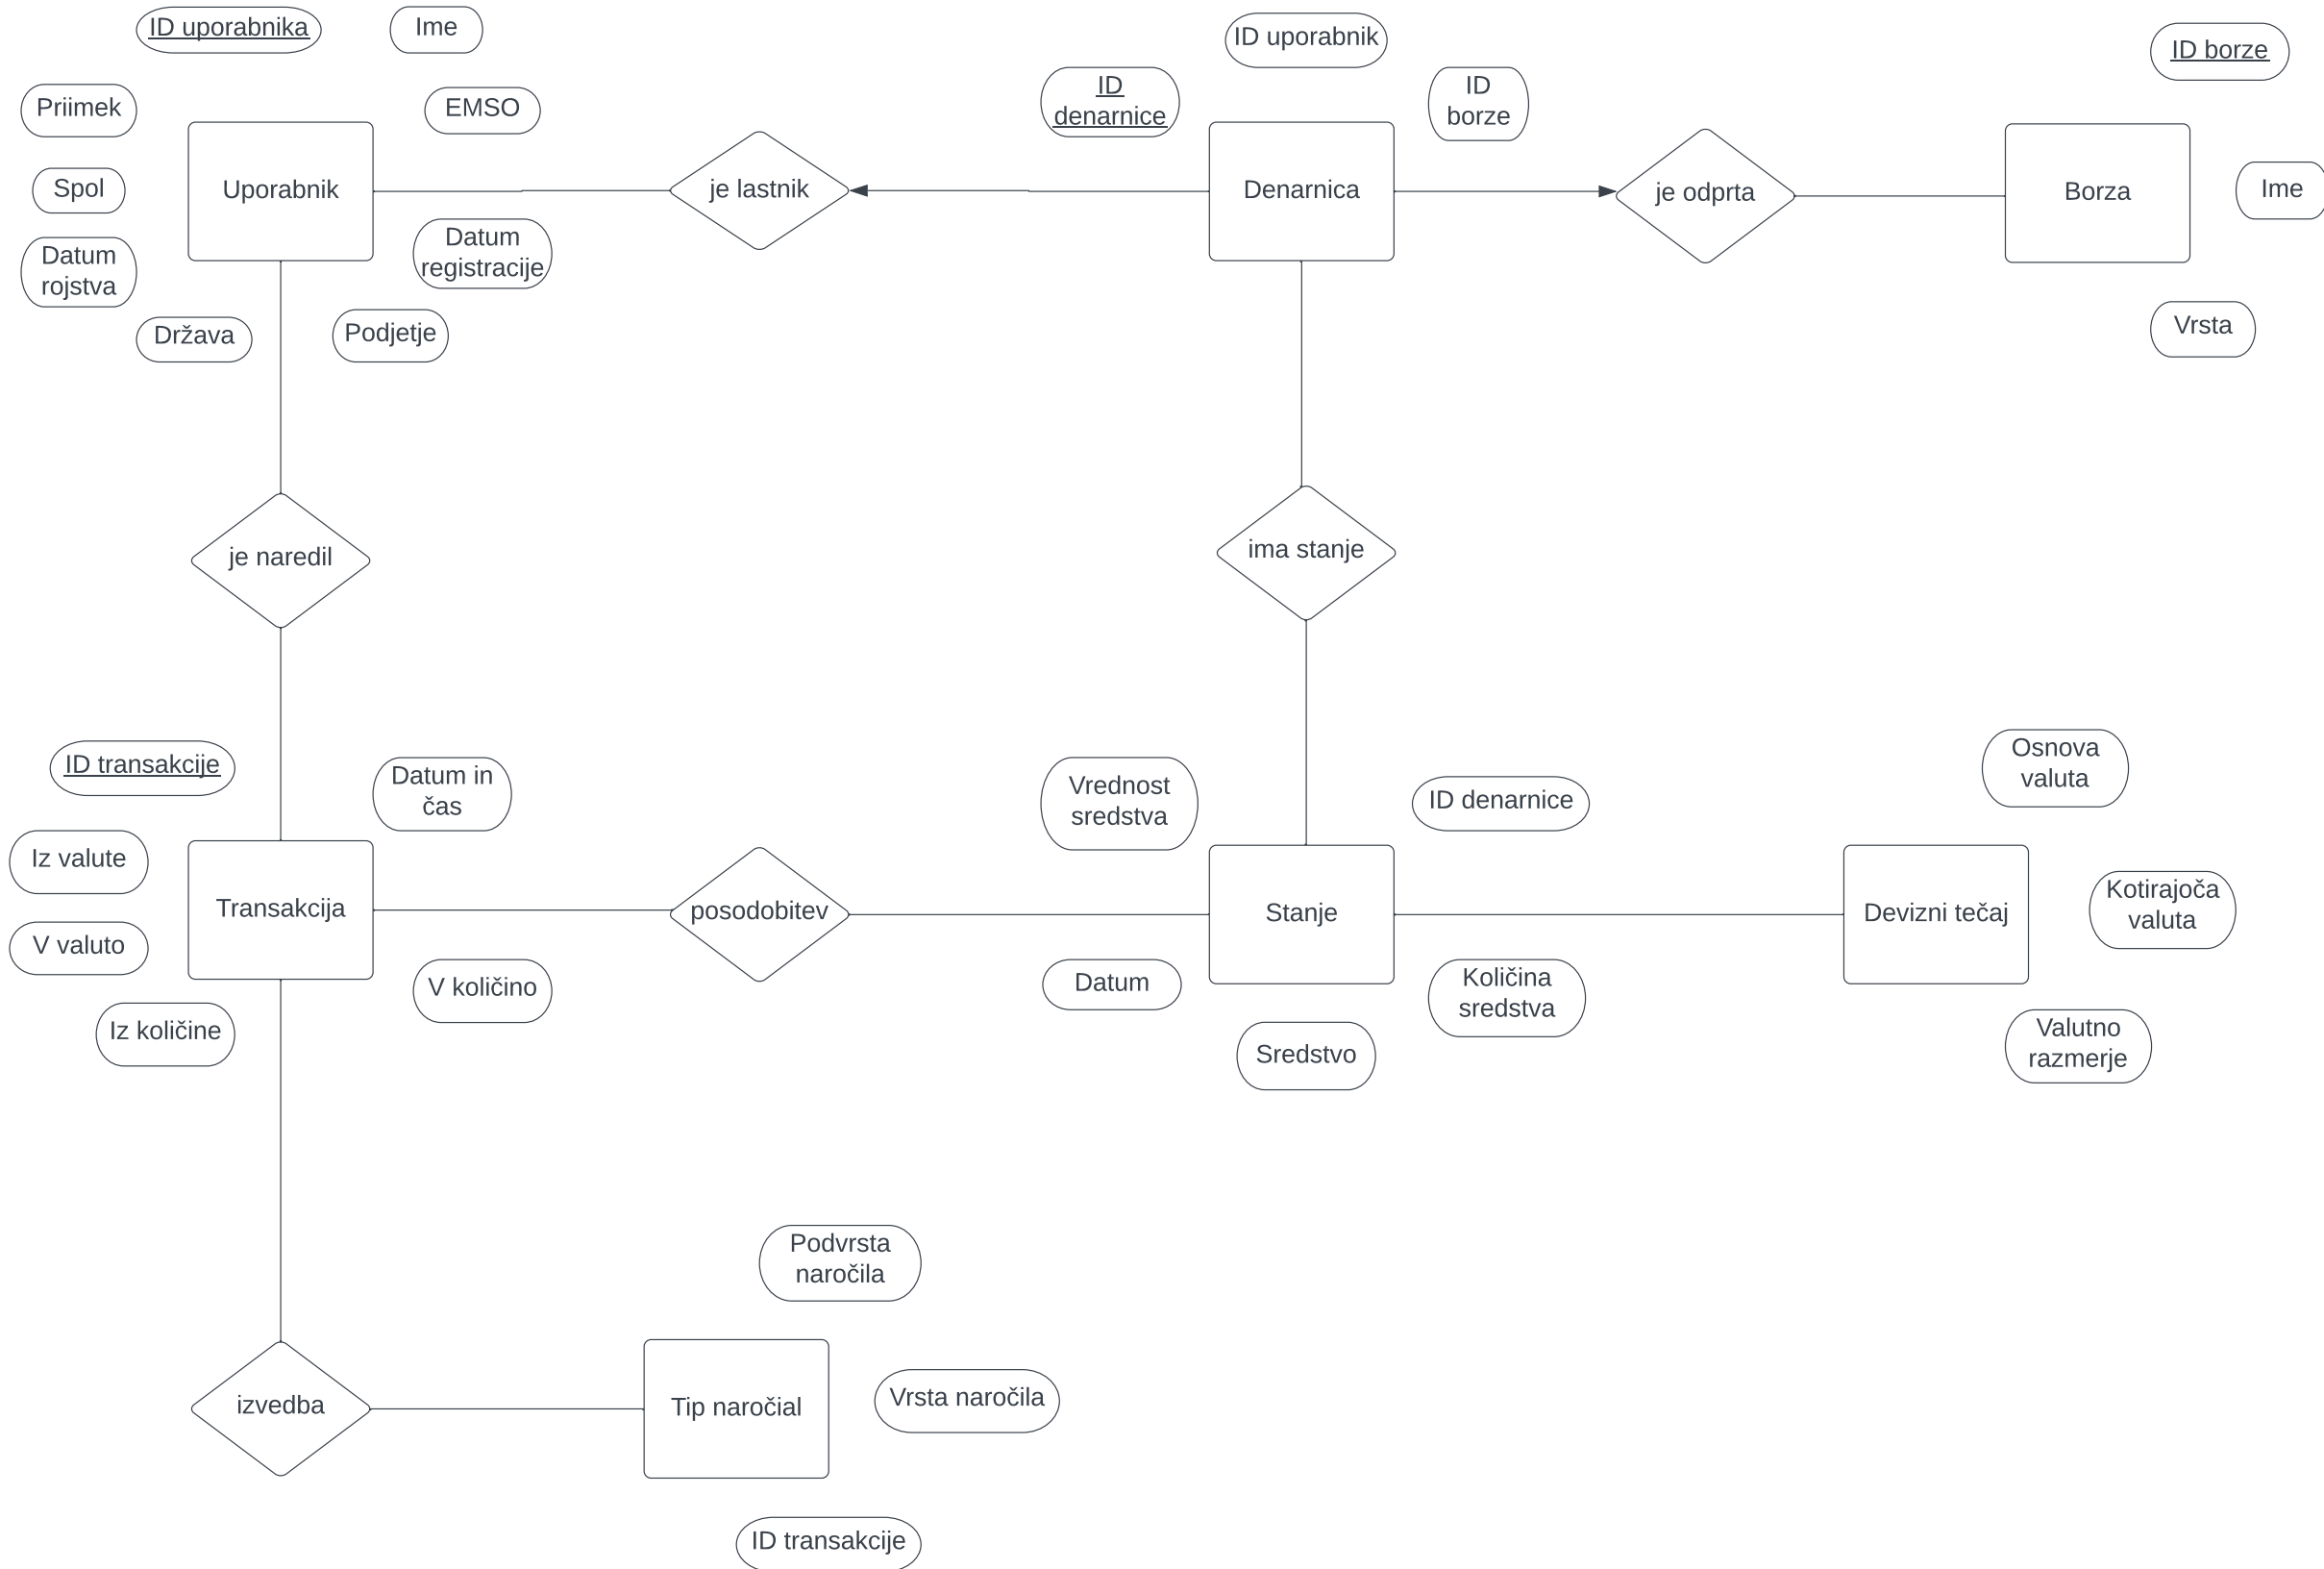 ID uporabnika
Ime
ID uporabnik
ID borze
Priimek
EMSO
ID
denarnice
ID
borze
Uporabnik
je lastnik
Denarnica
je odprta
Borza
Ime
Spol
Datum
rojstva
Datum
registracije
Država
Podjetje
Vrsta
je naredil
ima stanje
ID transakcije
Datum in
čas
Vrednost
sredstva
ID denarnice
Osnova
valuta
Iz valute
Transakcija
posodobitev
Stanje
Devizni tečaj
Kotirajoča
valuta
V valuto
V količino
Datum
Količina
sredstva
Iz količine
Sredstvo
Valutno
razmerje
Podvrsta
naročila
izvedba
Tip naročial
Vrsta naročila
ID transakcije